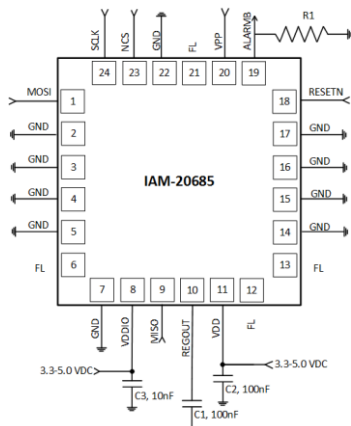 R1
SCLK
NCS
GND
FL
VPP
ALARMB
24
23
22
21
20
19
MOSI
1
18
RESETN
GND
2
17
GND
GND
3
16
GND
IAM-20685
GND
4
15
GND
GND
5
14
GND
FL
6
13
FL
7
8
9
10
11
12
GND
VDDIO
MISO
REGOUT
VDD
FL
3.3-5.0 VDC
3.3-5.0 VDC
C3, 10nF
C2, 100nF
C1, 100nF